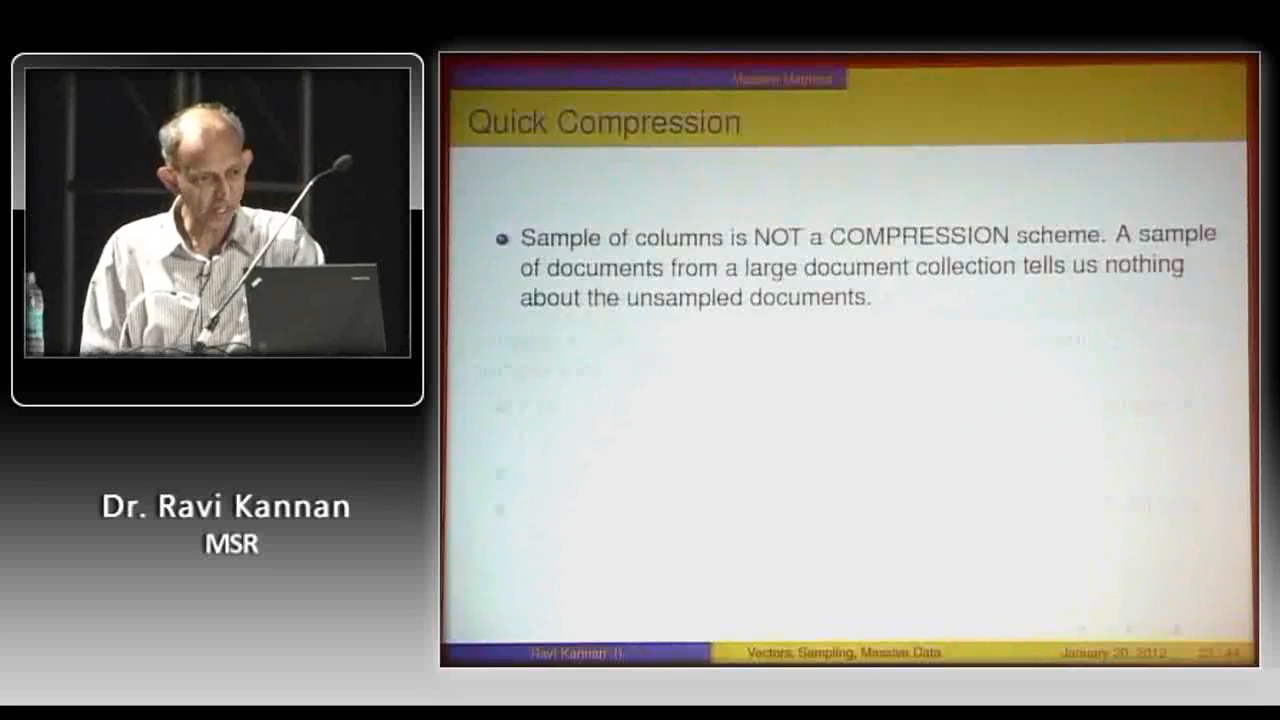 Massive Matrices
Quick Compression
Sample of columns is NOT a COMPRESSION scheme. A sample
of documents from a large document collection tells us nothing
about the unsampled documents.
Dr. Ravi Kannan
MSR
Ravi Kannan
Vectors, Sampling, Massive Data
January 20, 2012